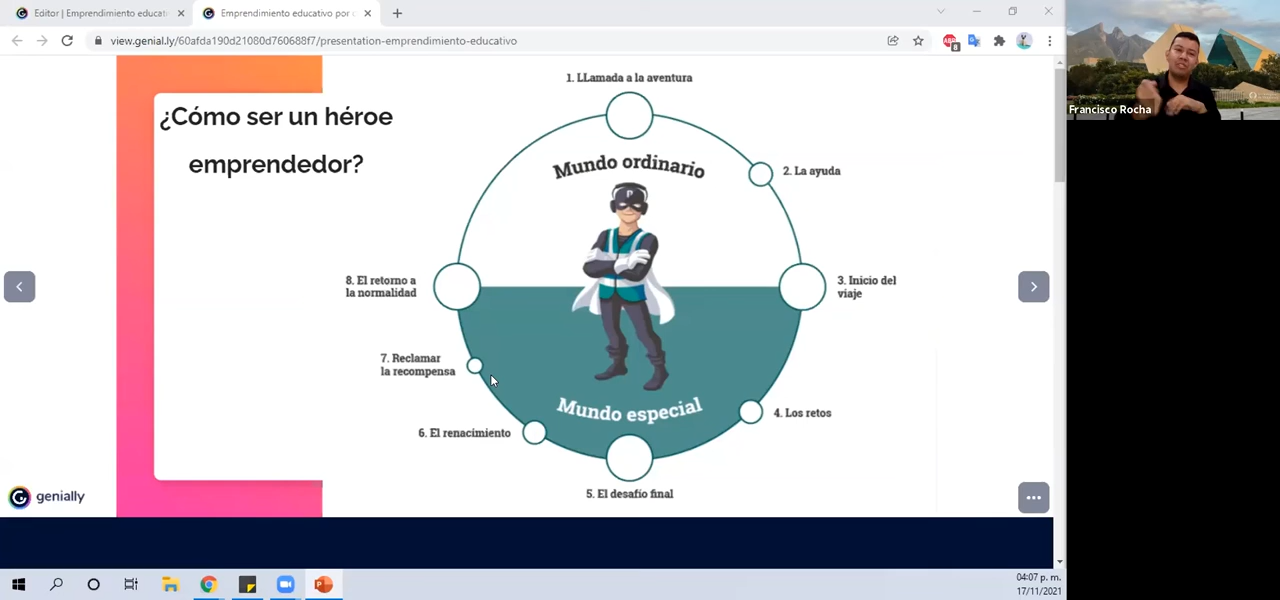 Editor | Emprendimiento educati
Emprendimiento educativo por c
view.genial.ly/60afda190d21080d760688f7/presentation-emprendimiento-educativo
ABP
8
Francisco Rocha
¿Cómo ser un héroe
emprendedor?
1. LLamada a la aventura
Mundo ordinario
2. La ayuda
8. El retorno a
la normalidad
3. Inicio del
viaje
7. Reclamar
la recompensa
Mundo especial
4. Los retos
6. El renacimiento
5. El desafío final
genially
04:07 p. m.
17/11/2021